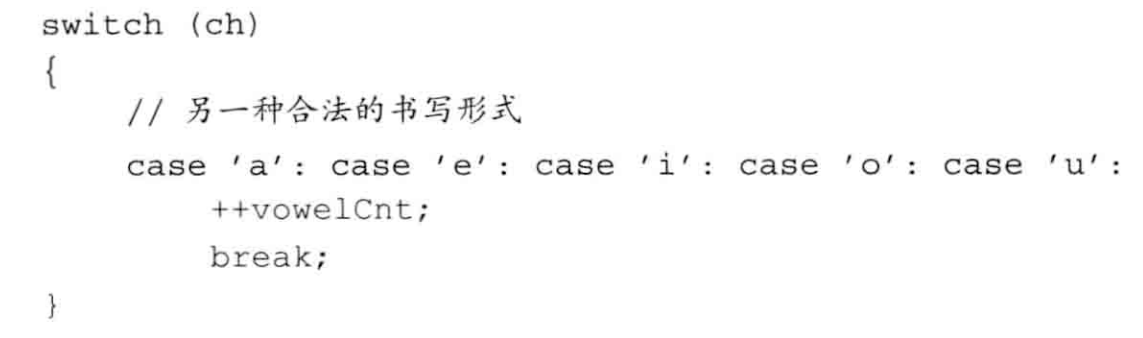 switch (ch)
{
// 另一种合法的书写形式
case 'a': case 'e': case 'i': case 'o': case 'u':
++vowelCnt;
break;
}